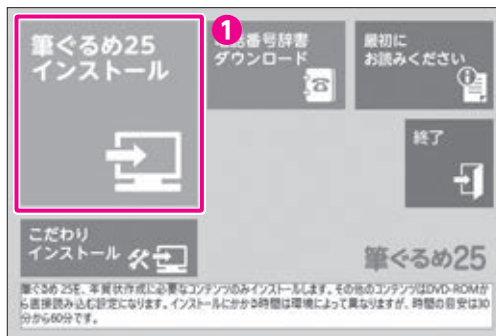 筆ぐるめ25
インストール
1
番号辞書
ダウンロード
最初に
お読みください
終了
こだわり
インストール
筆ぐるめ25
筆ぐるめ 25を、年賀状作成に必要なコンテンツのみインストールします。その他のコンテンツはDVD-ROMか
ら直接読み込む設定になります。インストールにかかる時間は環境によって異なりますが、時間の目安は30
分から60分です。